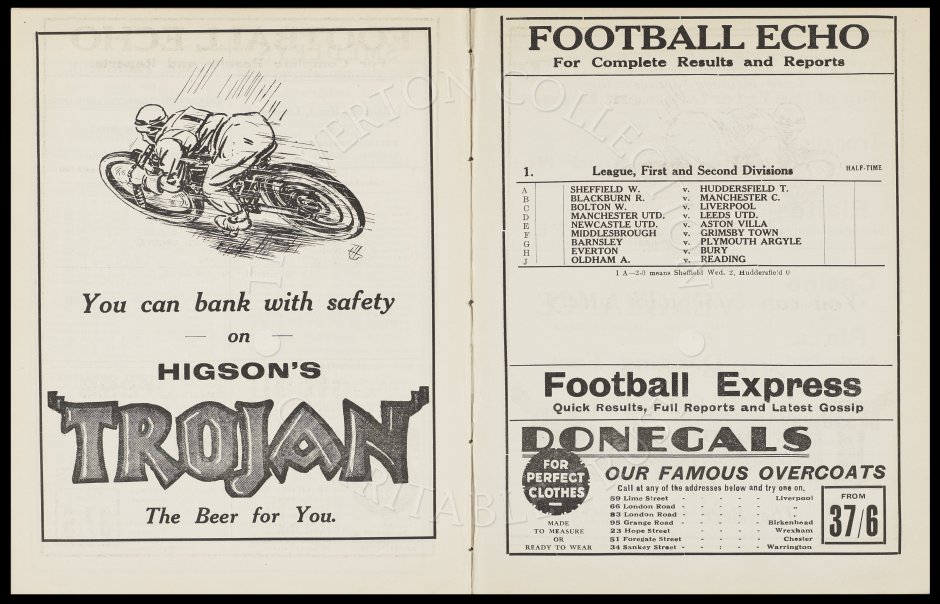 You can bank with safety
on
HIGSON'S
TROJAN
The Beer for You.
FOOTBALL ECHO
For Complete Results and Reports
1. League, First and Second Divisions HALF-TIME
A SHEFFIELD W. v. HUDDERSFIELD T.
B BLACKBURN R. v. MANCHESTER C.
C BOLTON W. v. LIVERPOOL
D MANCHESTER UTD. v. LEEDS UTD.
E NEWCASTLE UTD. v. ASTON VILLA
F MIDDLESBROUGH v. GRIMSBY TOWN
G BARNSLEY v. PLYMOUTH ARGYLE
H EVERTON v. BURY
J OLDHAM A. v. READING
1 A—2-0 means Sheffield Wed. 2, Huddersfield 0
Football Express
Quick Results, Full Reports and Latest Gossip
DONEGALS
FOR PERFECT CLOTHES
MADE
TO MEASURE
OR
READY TO WEAR
OUR FAMOUS OVERCOATS
Call at any of the addresses below and try one on.
59 Lime Street - - - - Liverpool
66 London Road - - - - "
83 London Road - - - - "
95 Grange Road - - - - Birkenhead
23 Hope Street - - - - Wrexham
51 Foregate Street - - - - Chester
34 Sankey Street - - - - Warrington
FROM
37/6